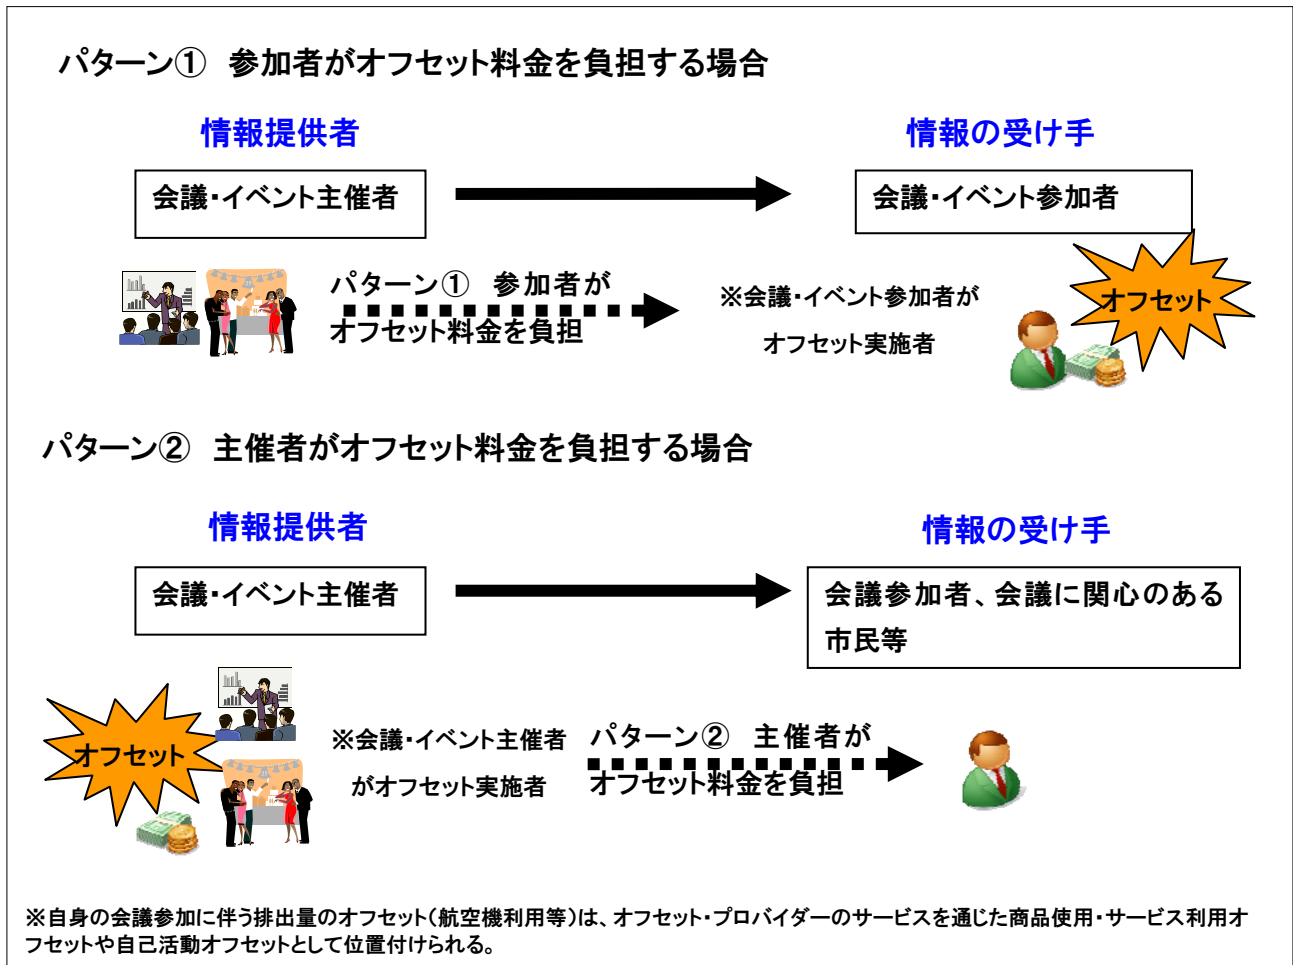 パターン①　参加者がオフセット料金を負担する場合
情報提供者
情報の受け手
会議・イベント主催者
会議・イベント参加者
パターン①　参加者が
オフセット料金を負担
※会議・イベント参加者が
オフセット実施者
オフセット
パターン②　主催者がオフセット料金を負担する場合
情報提供者
情報の受け手
会議・イベント主催者
会議参加者、会議に関心のある
市民等
オフセット
※会議・イベント主催者
がオフセット実施者
パターン②　主催者が
オフセット料金を負担
※自身の会議参加に伴う排出量のオフセット（航空機利用等）は、オフセット・プロバイダーのサービスを通じた商品使用・サービス利用オ
フセットや自己活動オフセットとして位置付けられる。